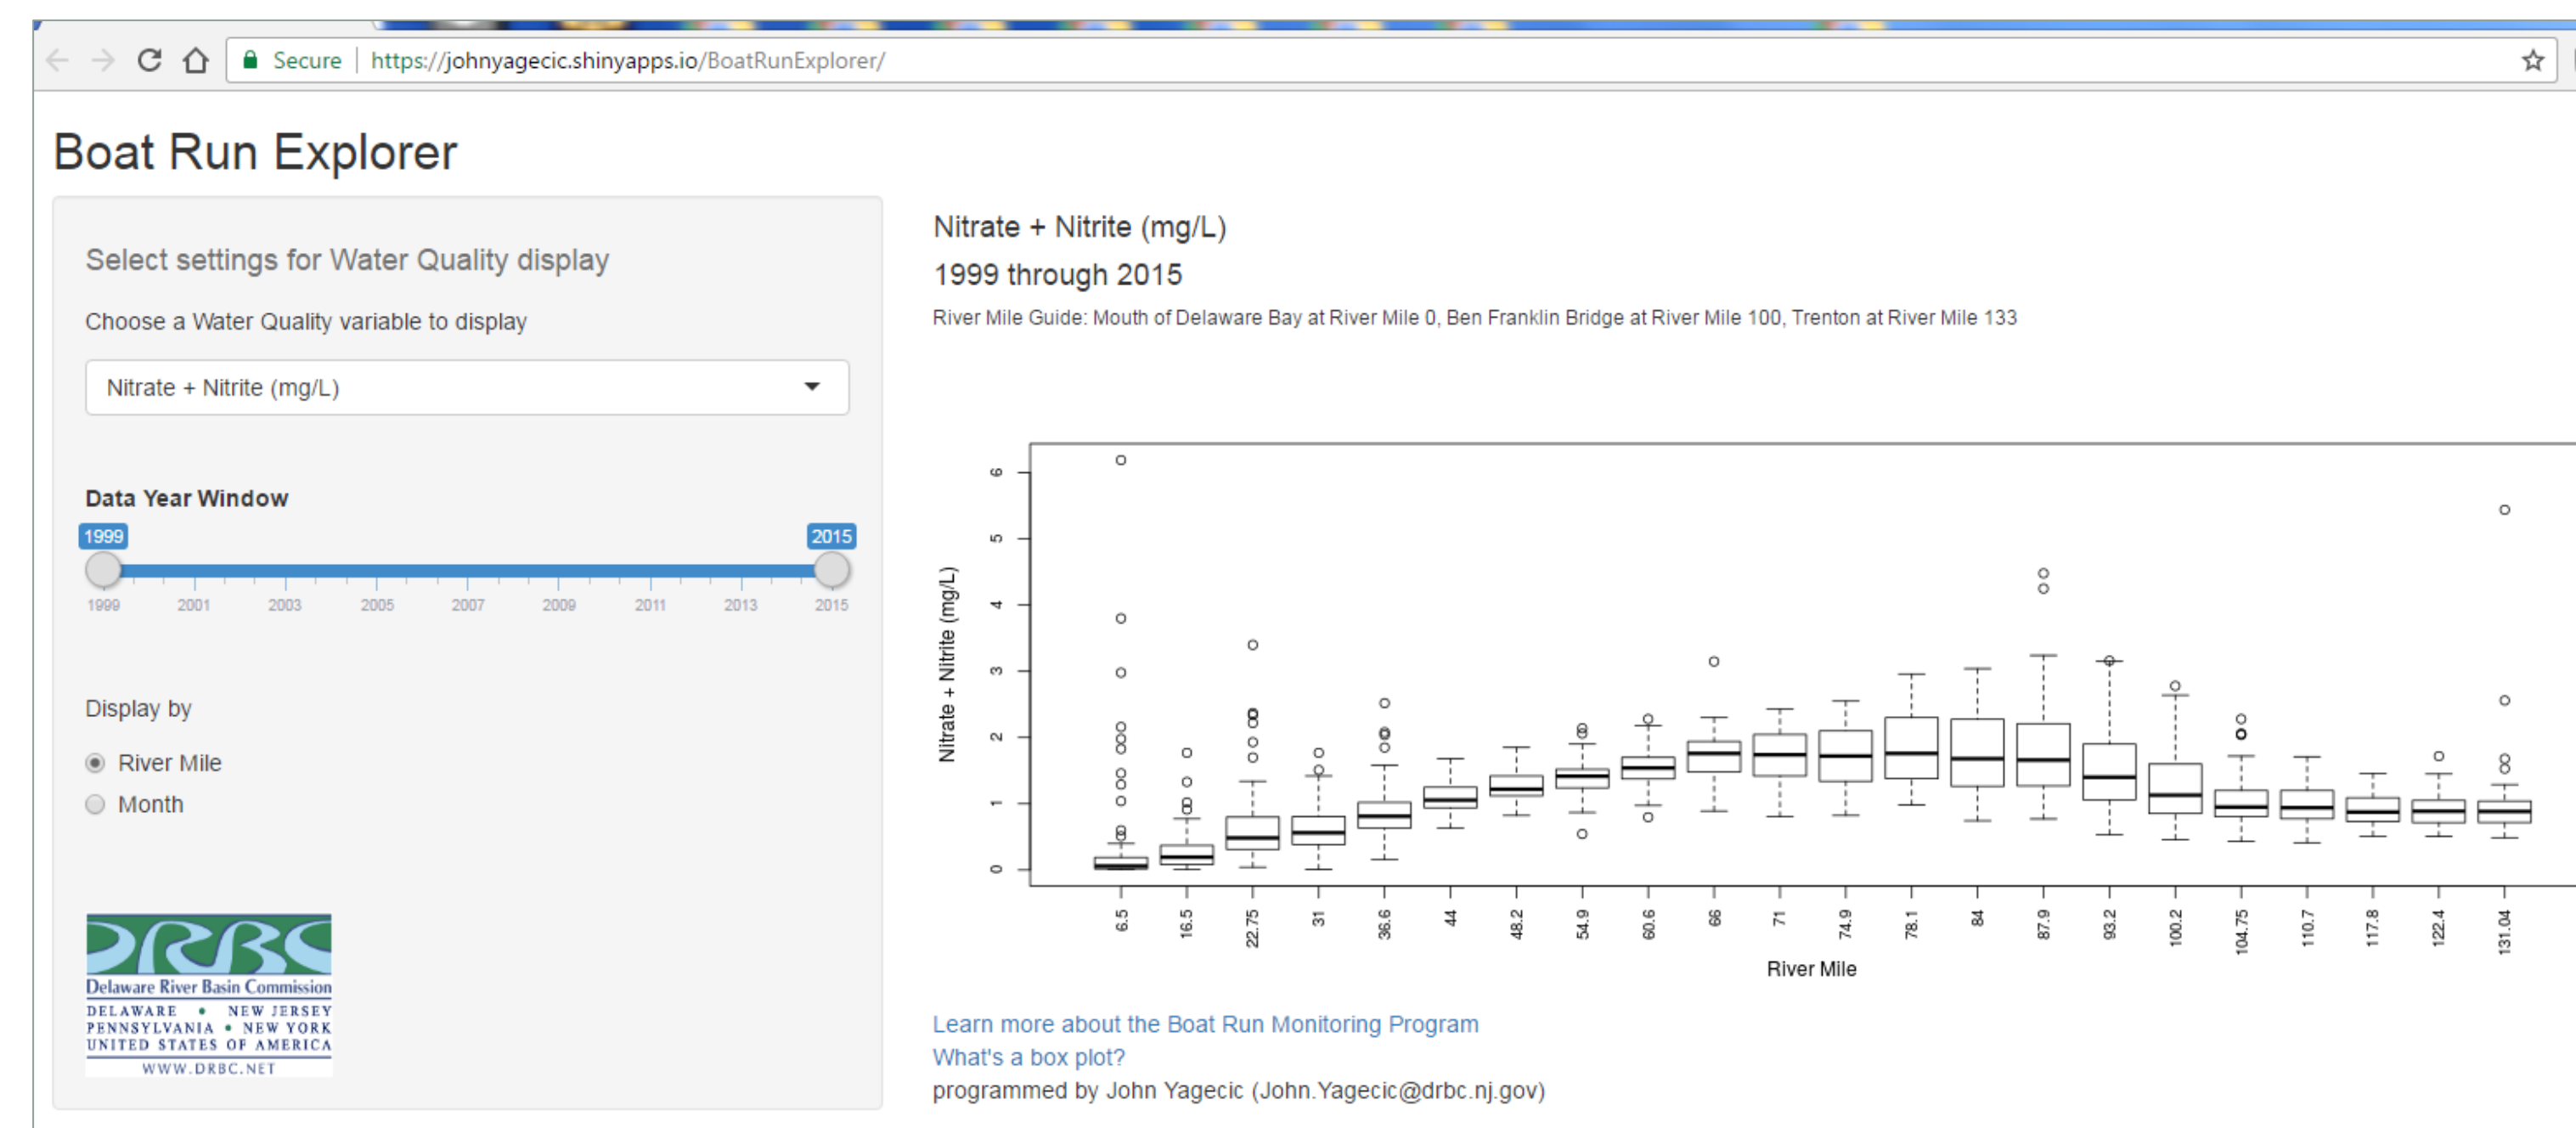 Secure https://johnyagecic.shinyapps.io/BoatRunExplorer/
Boat Run Explorer
Select settings for Water Quality display
Choose a Water Quality variable to display
Nitrate + Nitrite (mg/L)
Data Year Window
1999 2015
1999 2001 2003 2005 2007 2009 2011 2013 2015
Display by
River Mile
Month
DRBC
Delaware River Basin Commission
DELAWARE • NEW JERSEY
PENNSYLVANIA • NEW YORK
UNITED STATES OF AMERICA
WWW.DRBC.NET
Nitrate + Nitrite (mg/L)
1999 through 2015
River Mile Guide: Mouth of Delaware Bay at River Mile 0, Ben Franklin Bridge at River Mile 100, Trenton at River Mile 133
Nitrate + Nitrite (mg/L)
6
5
4
3
2
1
0
6.5 16.5 22.75 31 36.6 44 48.2 54.9 60.6 66 71 74.9 78.1 84 87.9 93.2 100.2 104.75 110.7 117.8 122.4 131.04
River Mile
Learn more about the Boat Run Monitoring Program
What's a box plot?
programmed by John Yagecic (John.Yagecic@drbc.nj.gov)